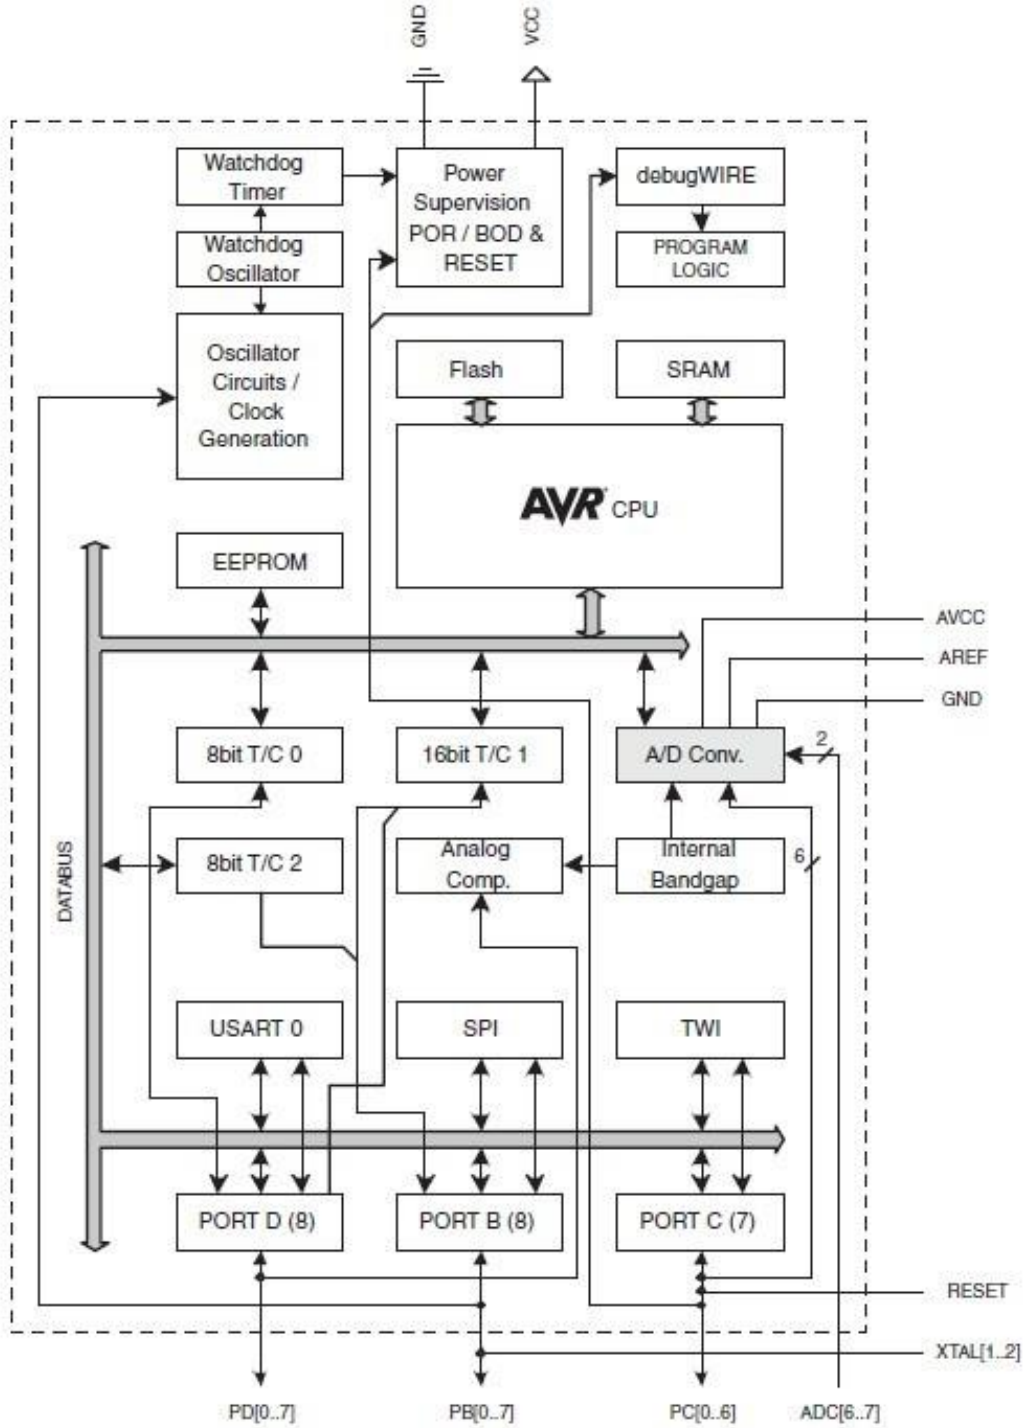 GND
VCC
Watchdog
Timer
Power
Supervision
POR / BOD &
RESET
debugWIRE
Watchdog
Oscillator
PROGRAM
LOGIC
Oscillator
Circuits /
Clock
Generation
Flash
SRAM
AVR CPU
EEPROM
AVCC
AREF
GND
8bit T/C 0
16bit T/C 1
A/D Conv.
2
DATABUS
8bit T/C 2
Analog
Comp.
Internal
Bandgap
6
USART 0
SPI
TWI
PORT D (8)
PORT B (8)
PORT C (7)
RESET
XTAL[1..2]
PD[0..7]
PB[0..7]
PC[0..6]
ADC[6..7]